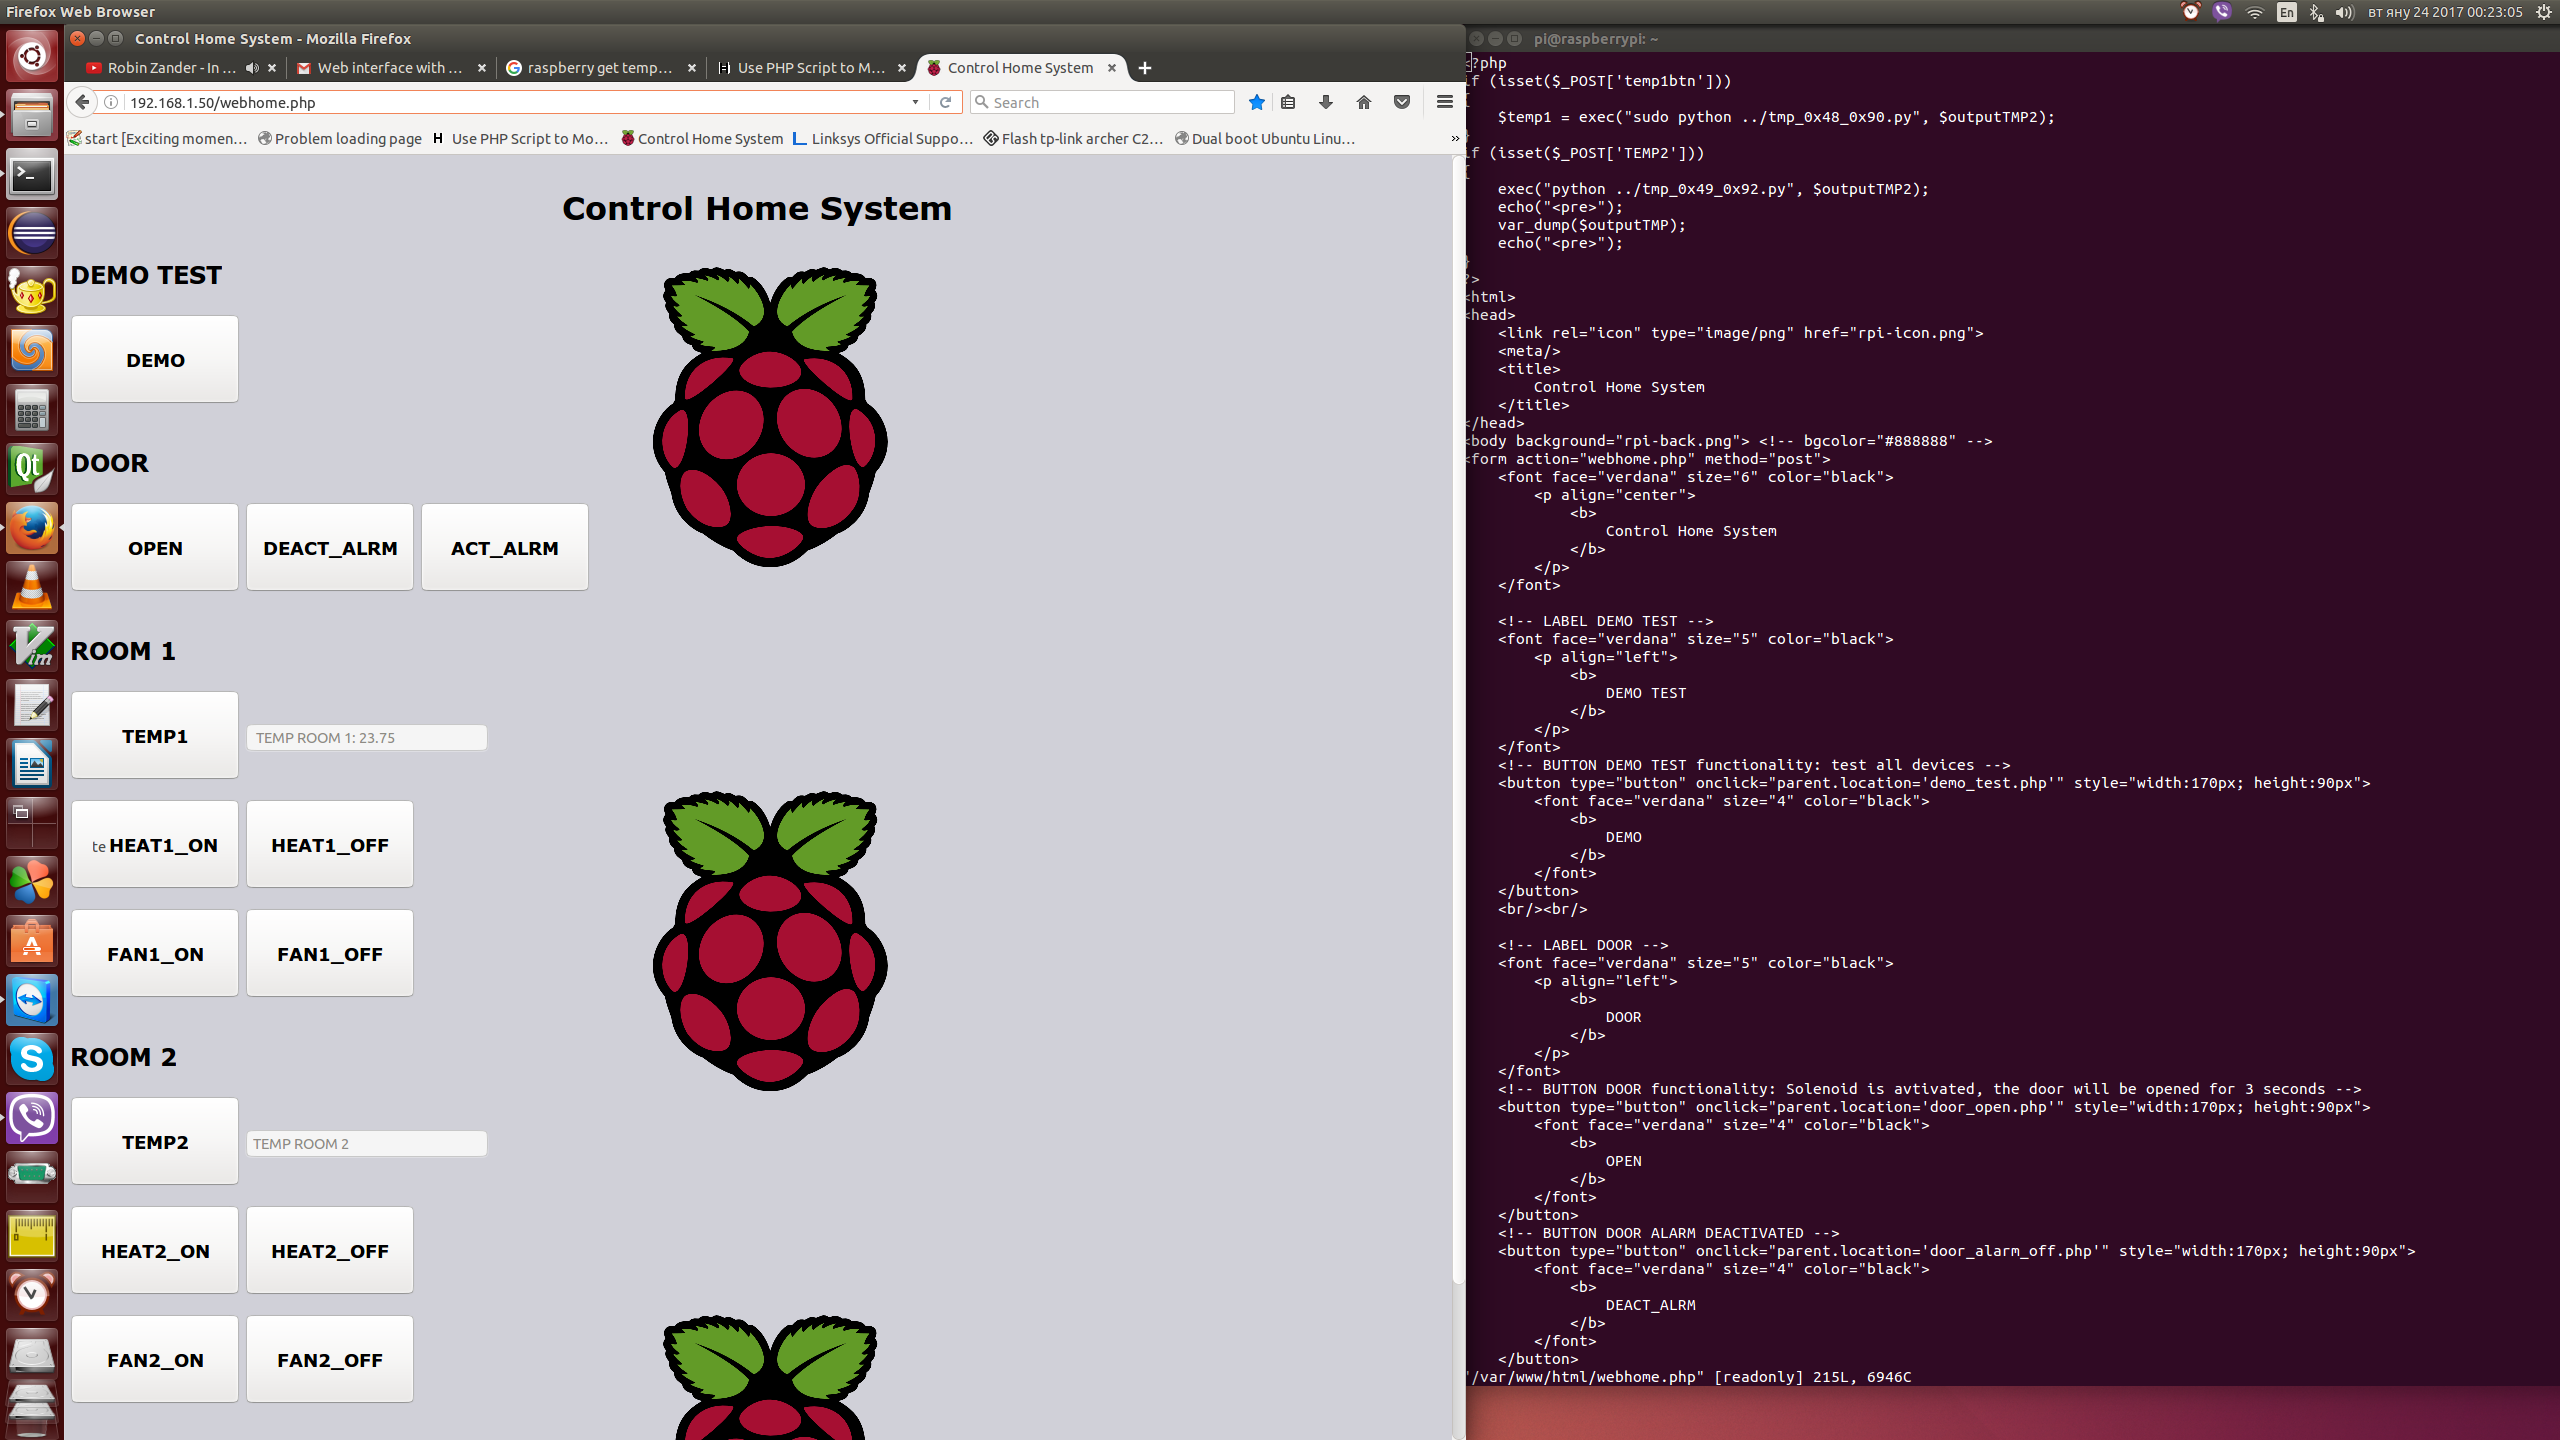 Firefox Web Browser
En
вт яну 24 2017 00:23:05
Control Home System - Mozilla Firefox
Robin Zander - In ...
Web interface with ...
raspberry get temp...
Use PHP Script to M...
Control Home System
192.168.1.50/webhome.php
Search
start [Exciting momen...
Problem loading page
Use PHP Script to Mo...
Control Home System
Linksys Official Suppo...
Flash tp-link archer C2...
Dual boot Ubuntu Linu...
Control Home System
DEMO TEST
DEMO
DOOR
OPEN
DEACT_ALRM
ACT_ALRM
ROOM 1
TEMP1
TEMP ROOM 1: 23.75
te HEAT1_ON
HEAT1_OFF
FAN1_ON
FAN1_OFF
ROOM 2
TEMP2
TEMP ROOM 2
HEAT2_ON
HEAT2_OFF
FAN2_ON
FAN2_OFF
pi@raspberrypi: ~
<?php
if (isset($_POST['temp1btn']))
{
$temp1 = exec("sudo python ../tmp_0x48_0x90.py", $outputTMP2);
}
if (isset($_POST['TEMP2']))
{
exec("python ../tmp_0x49_0x92.py", $outputTMP2);
echo("<pre>");
var_dump($outputTMP);
echo("<pre>");
}
?>
<html>
<head>
<link rel="icon" type="image/png" href="rpi-icon.png">
<meta/>
<title>
Control Home System
</title>
</head>
<body background="rpi-back.png"> <!-- bgcolor="#888888" -->
<form action="webhome.php" method="post">
<font face="verdana" size="6" color="black">
<p align="center">
<b>
Control Home System
</b>
</p>
</font>
<!-- LABEL DEMO TEST -->
<font face="verdana" size="5" color="black">
<p align="left">
<b>
DEMO TEST
</b>
</p>
</font>
<!-- BUTTON DEMO TEST functionality: test all devices -->
<button type="button" onclick="parent.location='demo_test.php'" style="width:170px; height:90px">
<font face="verdana" size="4" color="black">
<b>
DEMO
</b>
</font>
</button>
<br/><br/>
<!-- LABEL DOOR -->
<font face="verdana" size="5" color="black">
<p align="left">
<b>
DOOR
</b>
</p>
</font>
<!-- BUTTON DOOR functionality: Solenoid is avtivated, the door will be opened for 3 seconds -->
<button type="button" onclick="parent.location='door_open.php'" style="width:170px; height:90px">
<font face="verdana" size="4" color="black">
<b>
OPEN
</b>
</font>
</button>
<!-- BUTTON DOOR ALARM DEACTIVATED -->
<button type="button" onclick="parent.location='door_alarm_off.php'" style="width:170px; height:90px">
<font face="verdana" size="4" color="black">
<b>
DEACT_ALRM
</b>
</font>
</button>
"/var/www/html/webhome.php" [readonly] 215L, 6946C